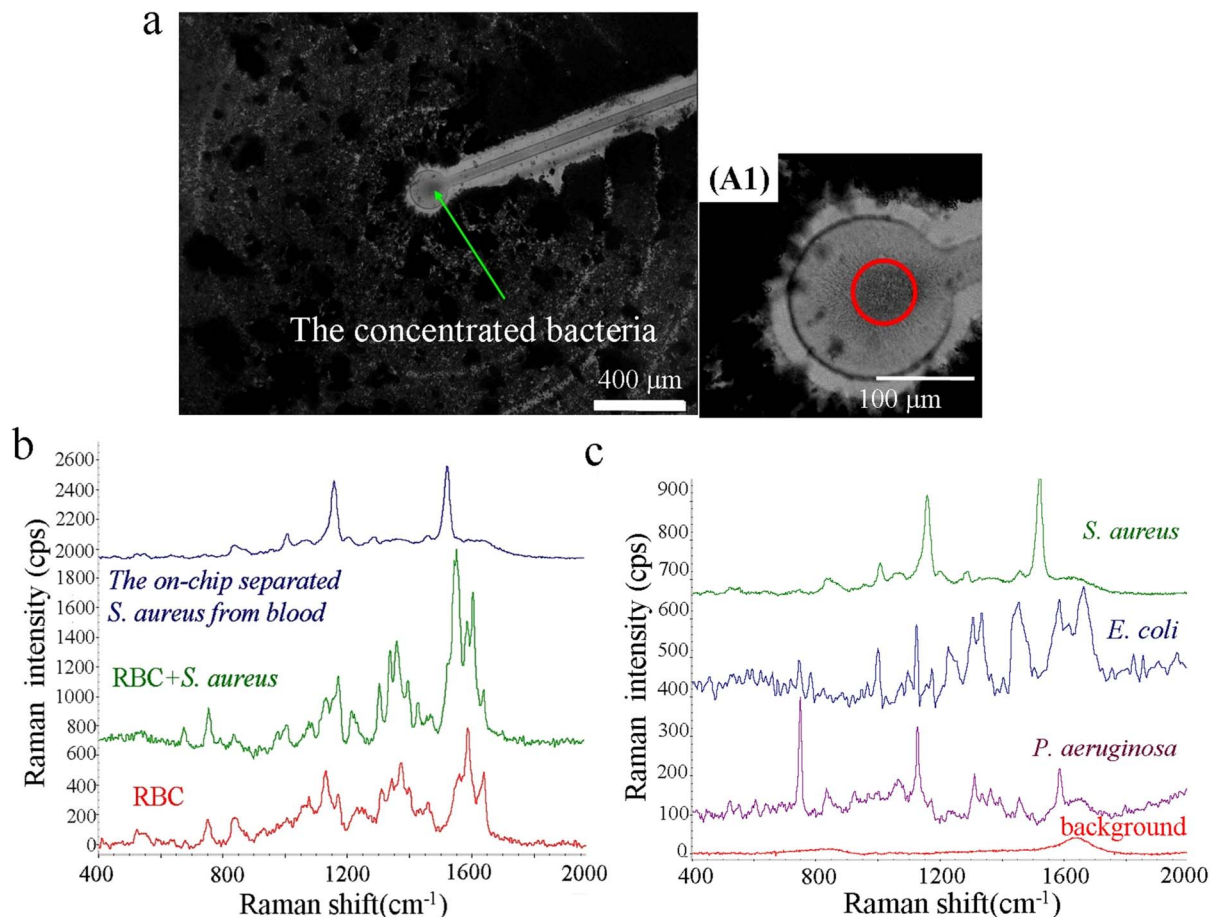 a
The concentrated bacteria
400 μm
(A1)
100 μm
b
Raman intensity (cps)
2600
2400
2200
2000
1800
1600
1400
1200
1000
800
600
400
200
0
The on-chip separated
S. aureus from blood
RBC+S. aureus
RBC
400 800 1200 1600 2000
Raman shift(cm⁻¹)
c
Raman intensity (cps)
900
800
700
600
500
400
300
200
100
0
S. aureus
E. coli
P. aeruginosa
background
400 800 1200 1600 2000
Raman shift(cm⁻¹)